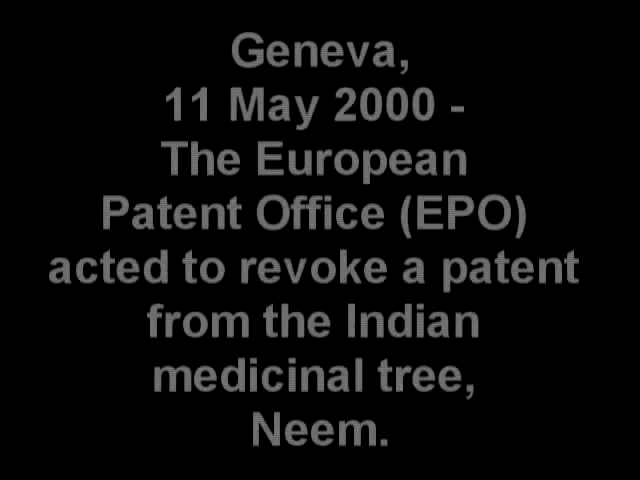 Geneva,
11 May 2000 -
The European
Patent Office (EPO)
acted to revoke a patent
from the Indian
medicinal tree,
Neem.